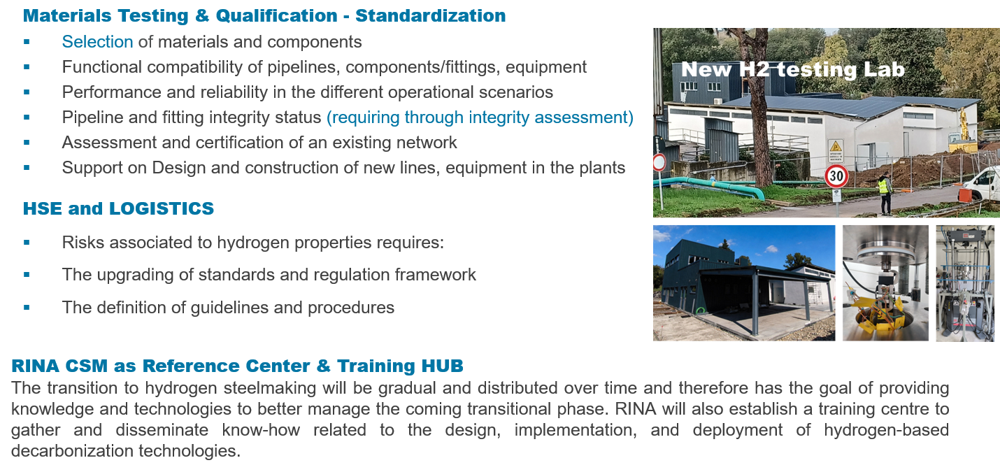 Materials Testing & Qualification - Standardization
▪ Selection of materials and components
▪ Functional compatibility of pipelines, components/fittings, equipment
▪ Performance and reliability in the different operational scenarios
▪ Pipeline and fitting integrity status (requiring through integrity assessment)
▪ Assessment and certification of an existing network
▪ Support on Design and construction of new lines, equipment in the plants
New H2 testing Lab
30
HSE and LOGISTICS
▪ Risks associated to hydrogen properties requires:
▪ The upgrading of standards and regulation framework
▪ The definition of guidelines and procedures
RINA CSM as Reference Center & Training HUB
The transition to hydrogen steelmaking will be gradual and distributed over time and therefore has the goal of providing
knowledge and technologies to better manage the coming transitional phase. RINA will also establish a training centre to
gather and disseminate know-how related to the design, implementation, and deployment of hydrogen-based
decarbonization technologies.